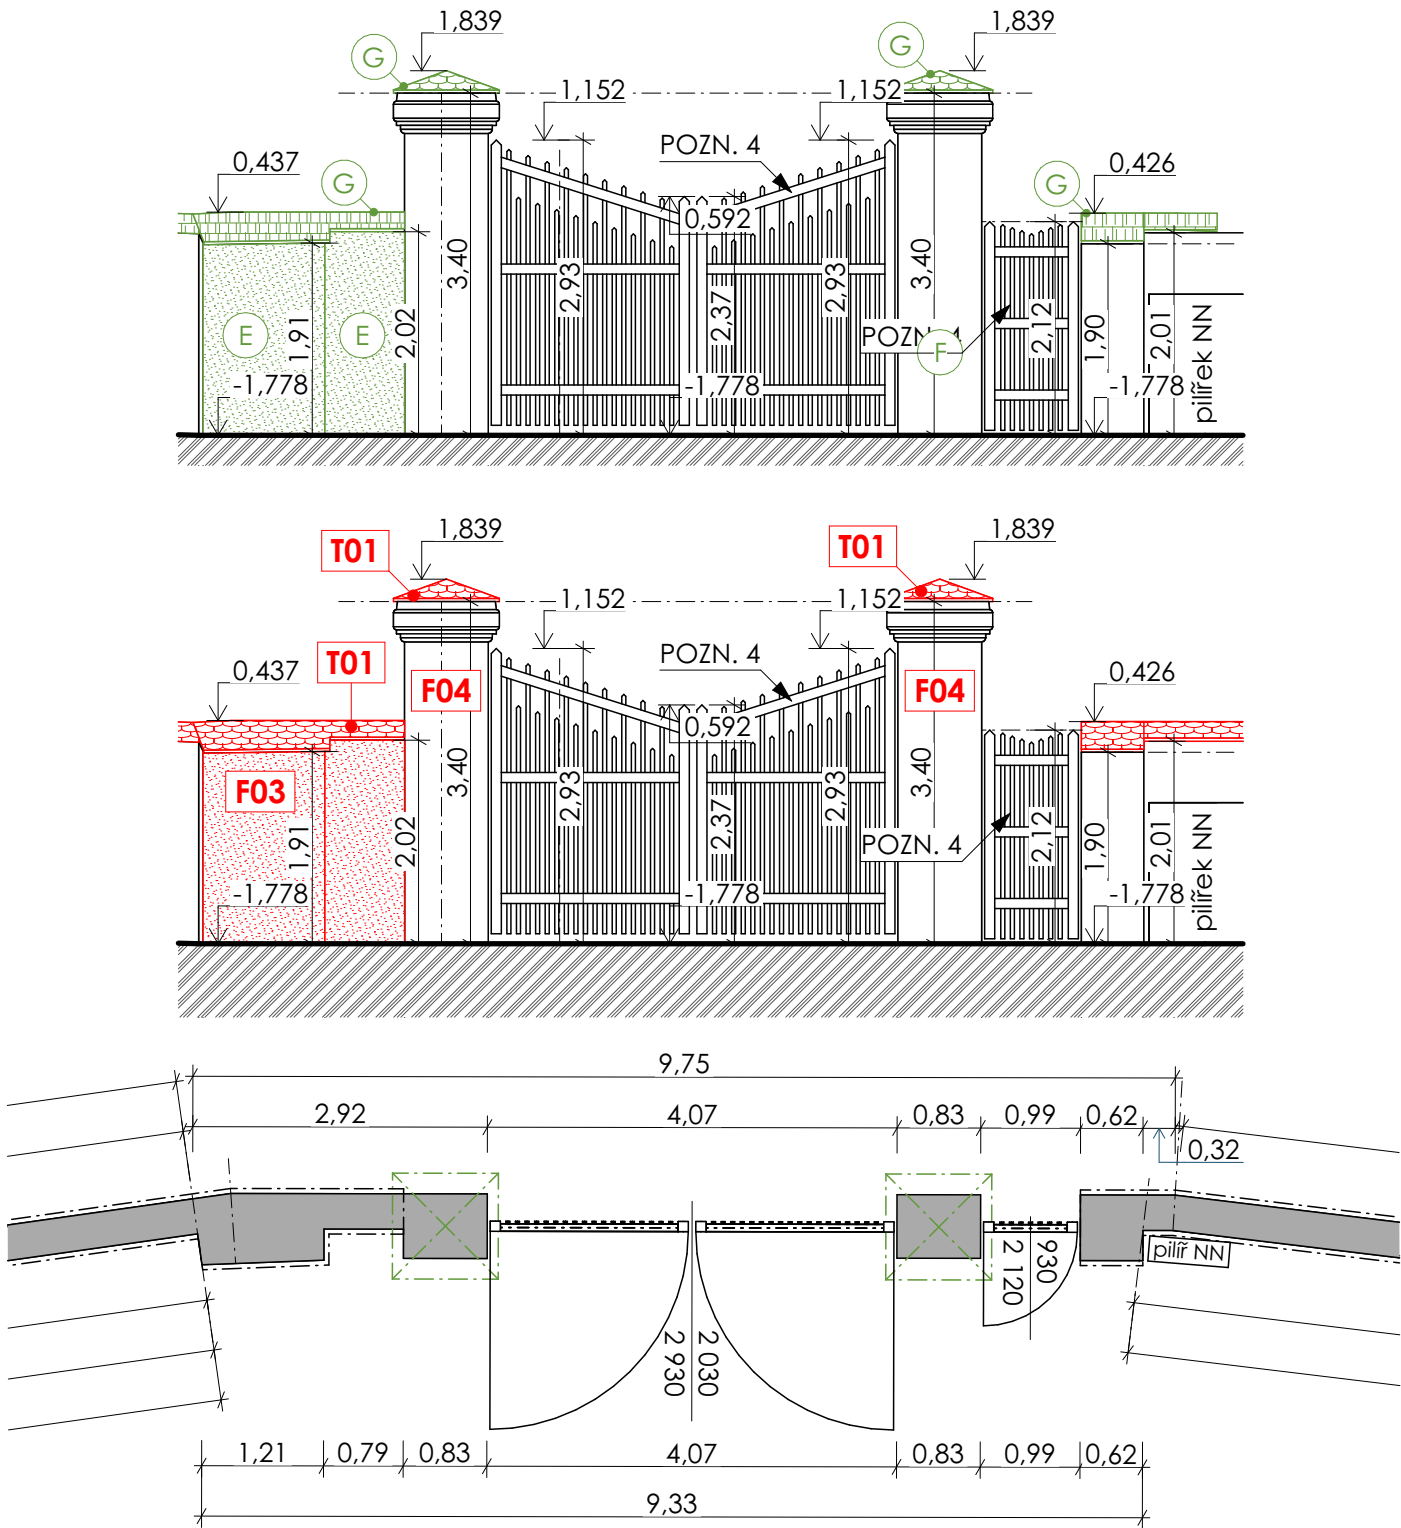 1,839
1,839
G
G
1,152
1,152
POZN. 4
0,437
G
G
0,426
0,592
3,40
2,93
2,37
2,93
3,40
E
1,91
E
2,02
POZN. 4
F
2,12
1,90
2,01
pilířek NN
-1,778
-1,778
-1,778
T01
1,839
T01
1,839
1,152
1,152
POZN. 4
0,437
T01
F04
F04
0,426
0,592
3,40
2,93
2,37
2,93
3,40
F03
1,91
2,02
POZN. 4
2,12
1,90
2,01
pilířek NN
-1,778
-1,778
-1,778
9,75
2,92
4,07
0,83
0,99
0,62
0,32
pilíř NN
930
2 120
2 030
2 930
1,21
0,79
0,83
4,07
0,83
0,99
0,62
9,33